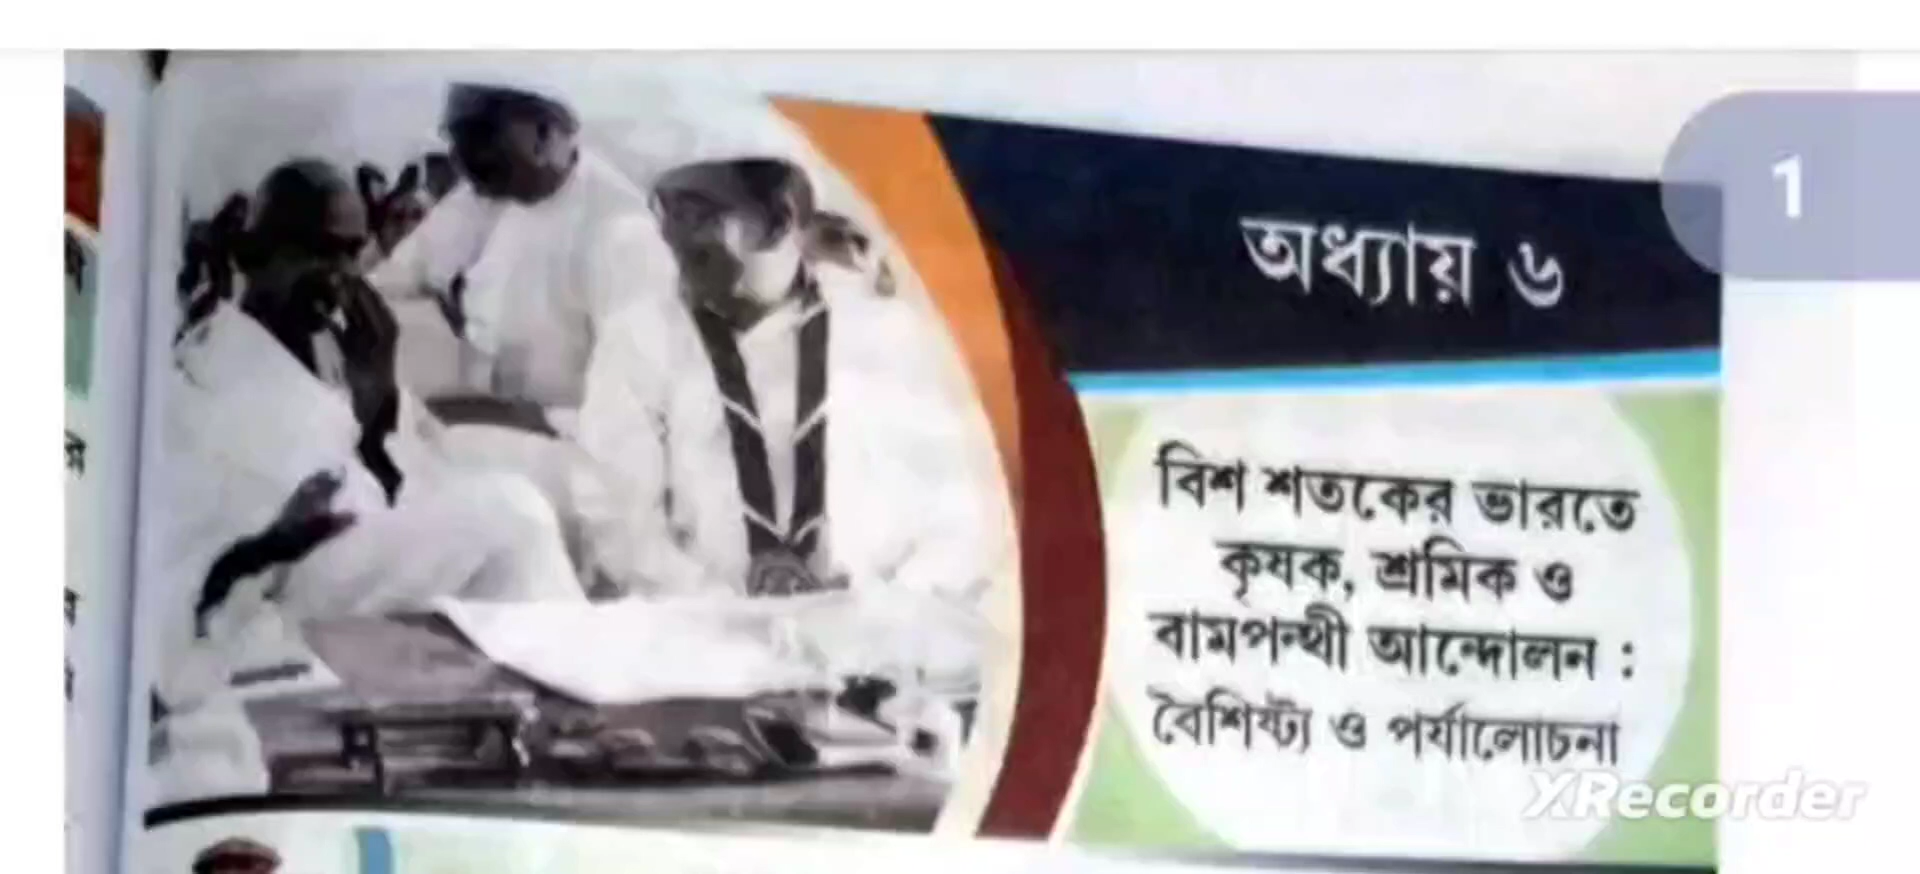 1
অধ্যায় ৬
বিশ শতকের ভারতে
কৃষক, শ্রমিক ও
বামপন্থী আন্দোলন :
বৈশিষ্ট্য ও পর্যালোচনা
XRecorder